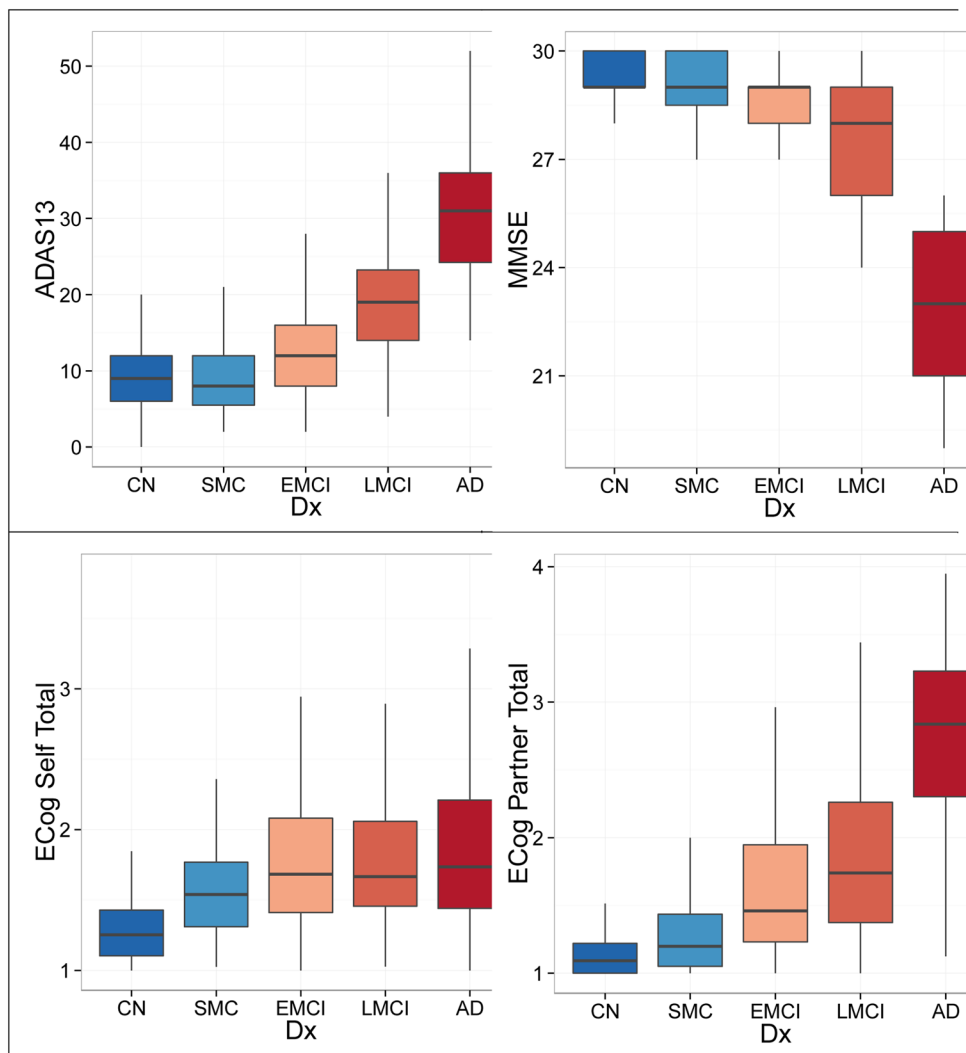 ADAS13
50
40
30
20
10
0
CN SMC EMCI LMCI AD
Dx
MMSE
30
27
24
21
CN SMC EMCI LMCI AD
Dx
ECog Self Total
3
2
1
CN SMC EMCI LMCI AD
Dx
ECog Partner Total
4
3
2
1
CN SMC EMCI LMCI AD
Dx